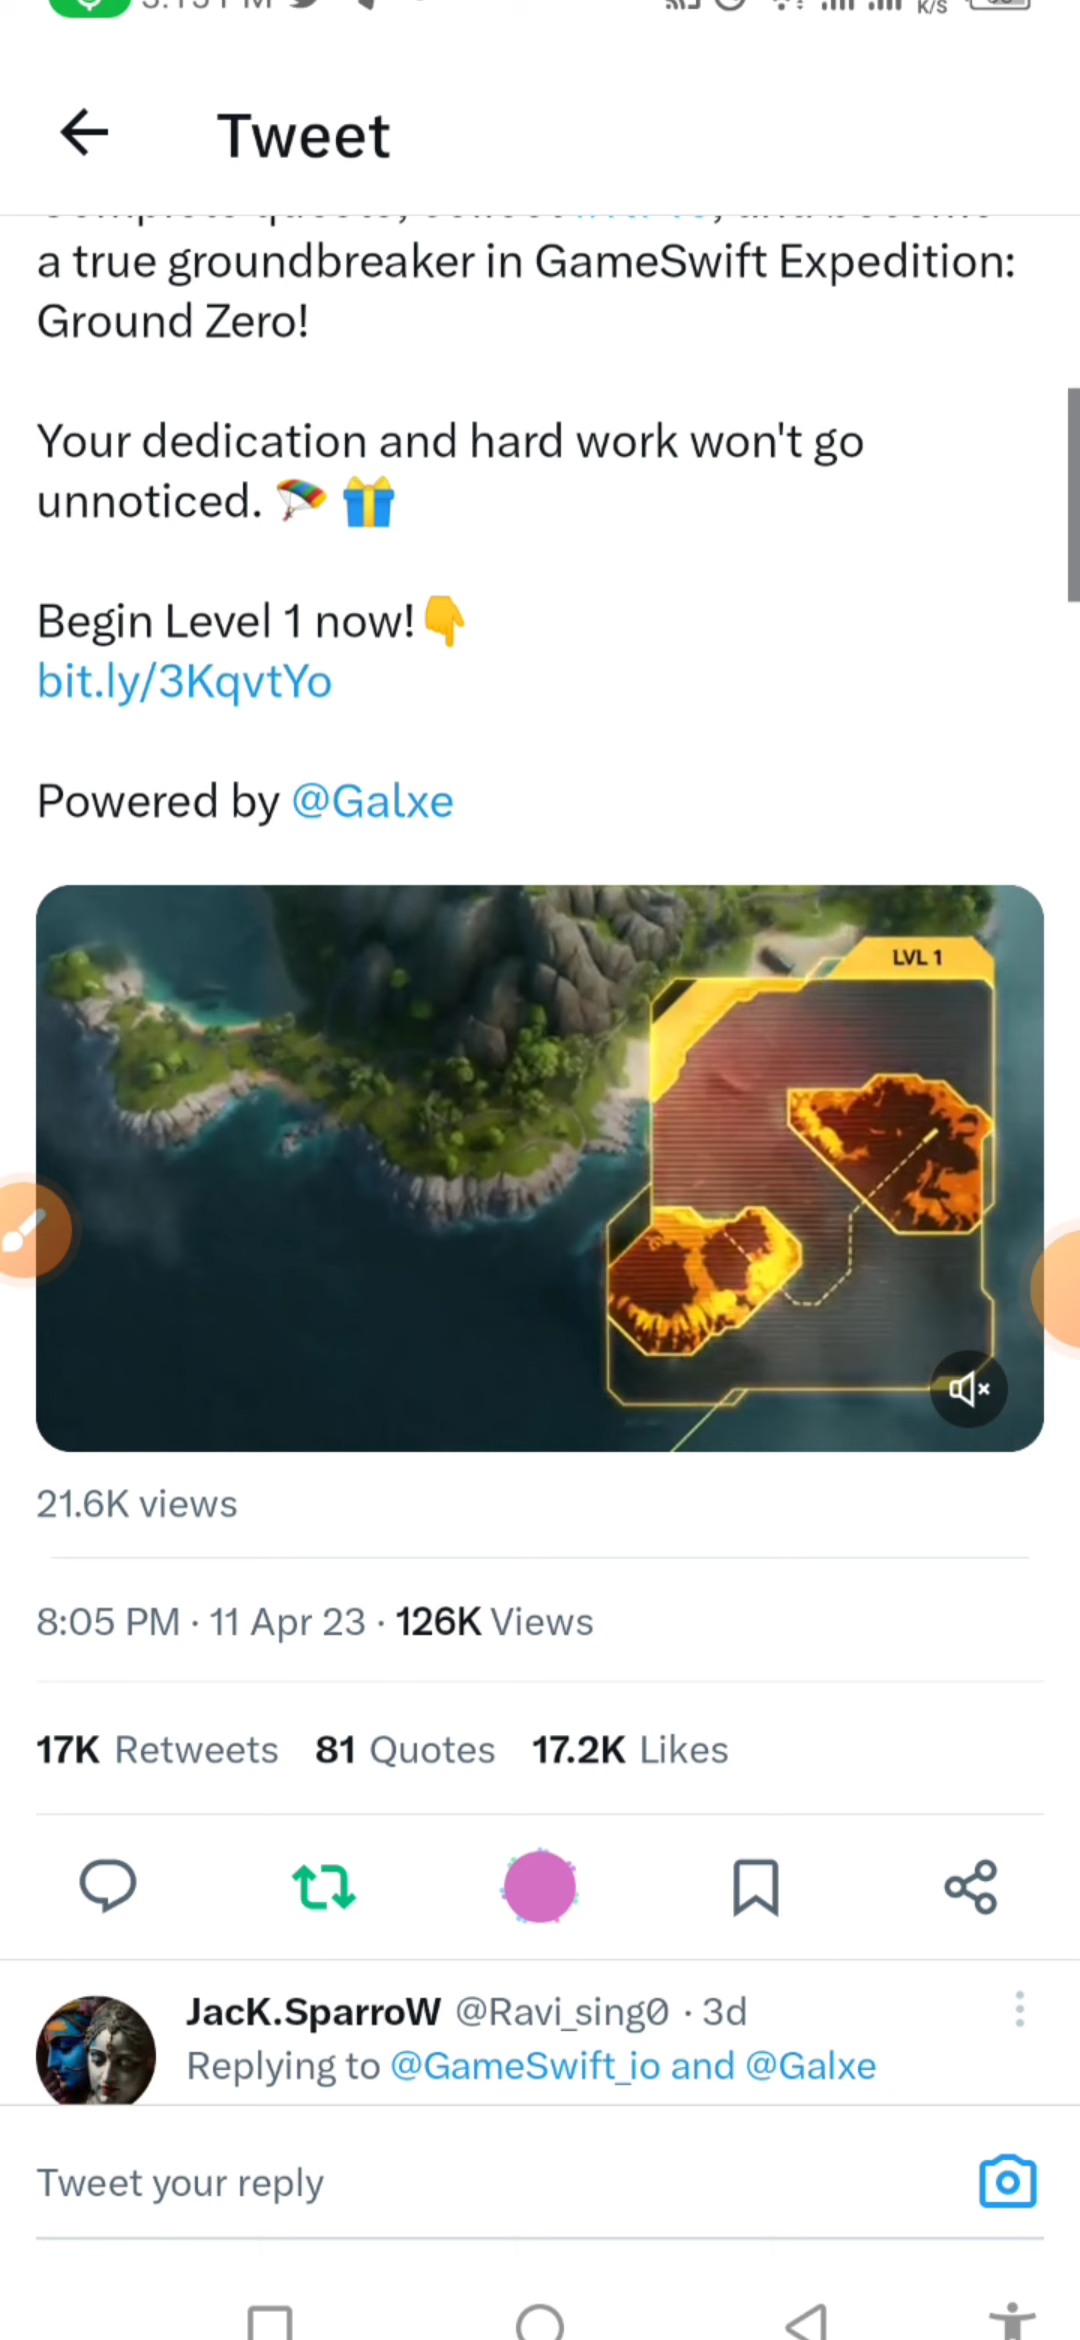 Tweet
a true groundbreaker in GameSwift Expedition:
Ground Zero!
Your dedication and hard work won't go
unnoticed.🪂 🎁
Begin Level 1 now!👇
bit.ly/3KqvtYo
Powered by @Galxe
LVL 1
21.6K views
8:05 PM · 11 Apr 23 · 126K Views
17K Retweets 81 Quotes 17.2K Likes
JacK.SparroW @Ravi_sing0 · 3d
Replying to @GameSwift_io and @Galxe
Tweet your reply